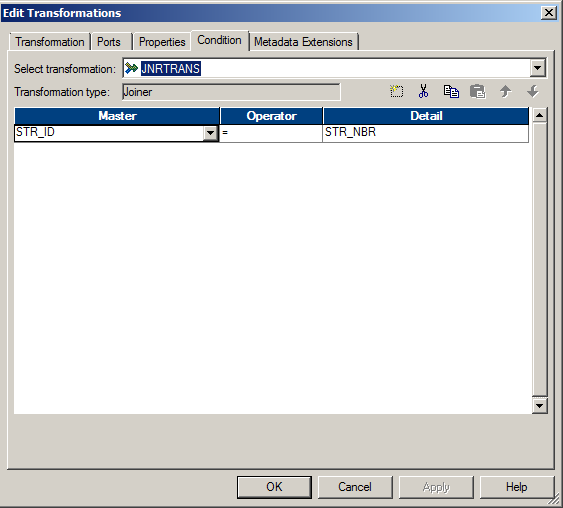 Edit Transformations
Transformation Ports Properties Condition Metadata Extensions
Select transformation: JNRTRANS
Transformation type: Joiner
Master Operator Detail
STR_ID = STR_NBR
OK Cancel Apply Help